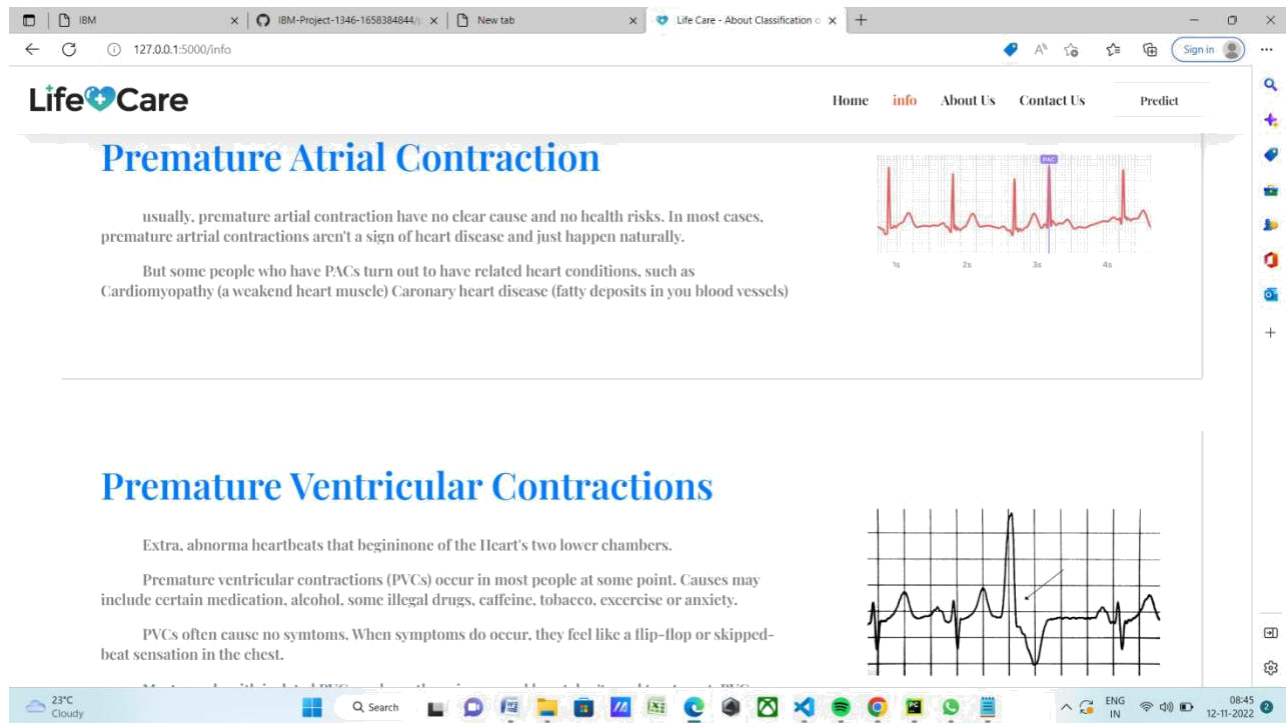 IBM
IBM-Project-1346-1658384844/
New tab
Life Care - About Classification o
127.0.0.1:5000/info
Sign in
Life Care
Home info About Us Contact Us Predict
Premature Atrial Contraction
usually, premature artial contraction have no clear cause and no health risks. In most cases,
premature artrial contractions aren't a sign of heart disease and just happen naturally.
But some people who have PACs turn out to have related heart conditions, such as
Cardiomyopathy (a weakend heart muscle) Caronary heart disease (fatty deposits in you blood vessels)
PAC
1s 2s 3s 4s
Premature Ventricular Contractions
Extra, abnorma heartbeats that begininone of the Heart's two lower chambers.
Premature ventricular contractions (PVCs) occur in most people at some point. Causes may
include certain medication, alcohol, some illegal drugs, caffeine, tobacco, excercise or anxiety.
PVCs often cause no symtoms. When symptoms do occur, they feel like a flip-flop or skipped-
beat sensation in the chest.
23°C
Cloudy
Search
ENG
IN
08:45
12-11-2022
2